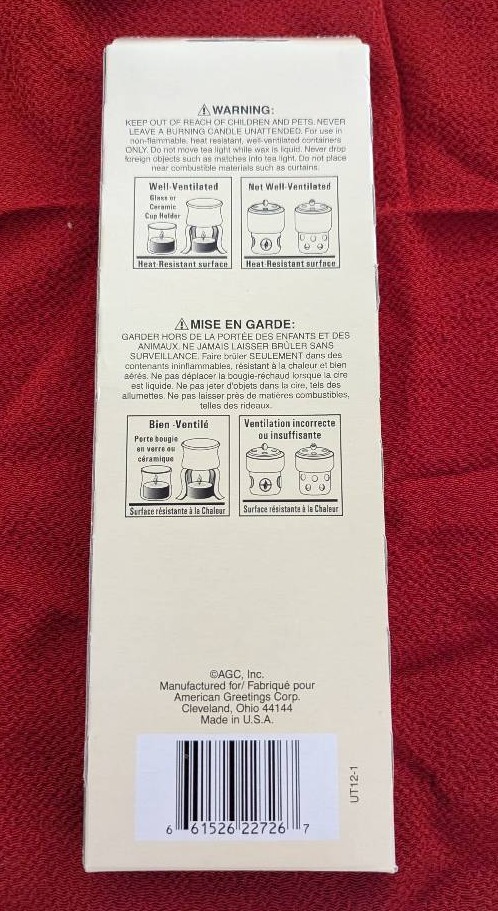 ⚠ WARNING:
KEEP OUT OF REACH OF CHILDREN AND PETS. NEVER
LEAVE A BURNING CANDLE UNATTENDED. For use in
non-flammable, heat resistant, well-ventilated containers
ONLY. Do not move tea light while wax is liquid. Never drop
foreign objects such as matches into tea light. Do not place
near combustible materials such as curtains.
Well-Ventilated
Glass or
Ceramic
Cup Holder
Heat-Resistant surface
Not Well-Ventilated
Heat-Resistant surface
⚠ MISE EN GARDE:
GARDER HORS DE LA PORTÉE DES ENFANTS ET DES
ANIMAUX. NE JAMAIS LAISSER BRÛLER SANS
SURVEILLANCE. Faire brûler SEULEMENT dans des
contenants ininflammables, résistant à la chaleur et bien
aérés. Ne pas déplacer la bougie-réchaud lorsque la cire
est liquide. Ne pas jeter d'objets dans la cire, tels des
allumettes. Ne pas laisser près de matières combustibles,
telles des rideaux.
Bien -Ventilé
Porte bougie
en verre ou
céramique
Surface résistante à la Chaleur
Ventilation incorrecte
ou insuffisante
Surface résistante à la Chaleur
©AGC, Inc.
Manufactured for/ Fabriqué pour
American Greetings Corp.
Cleveland, Ohio 44144
Made in U.S.A.
6 61526 22726 7
UT12-1